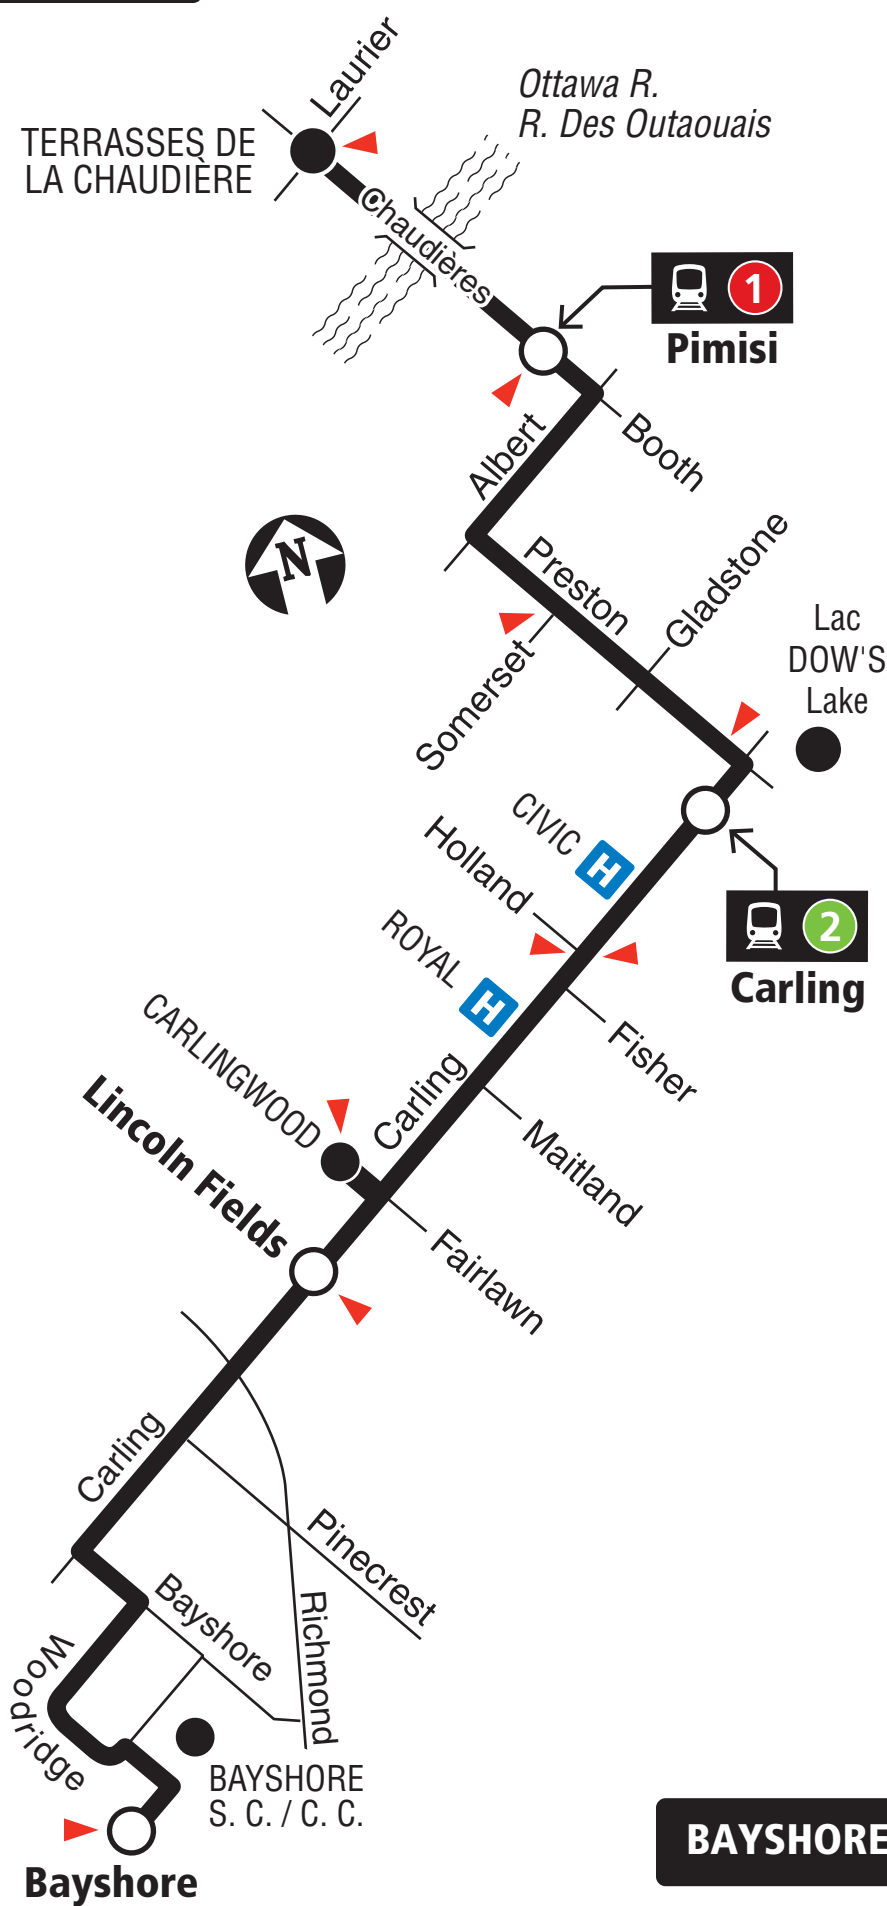 Laurier
Ottawa R.
R. Des Outaouais
TERRASSES DE
LA CHAUDIÈRE
Chaudières
1
Pimisi
Albert
Booth
N
Preston
Gladstone
Somerset
Lac
DOW'S
Lake
CIVIC H
Holland
2
Carling
ROYAL H
Fisher
CARLINGWOOD
Carling
Maitland
Lincoln Fields
Fairlawn
Carling
Pinecrest
Bayshore
Richmond
Woodridge
BAYSHORE
S. C. / C. C.
BAYSHORE
Bayshore